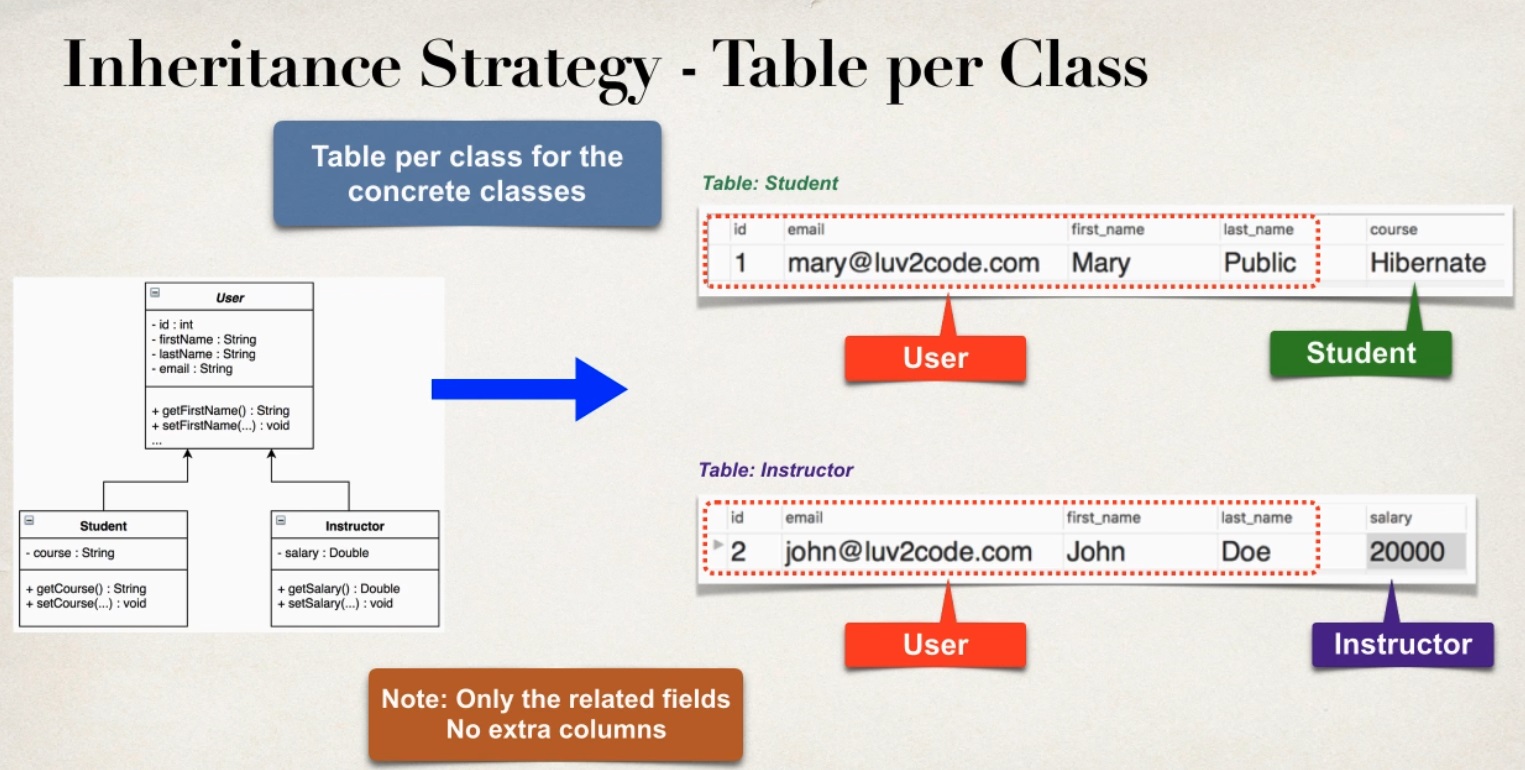 Inheritance Strategy - Table per Class
Table per class for the
concrete classes
User
- id : int
- firstName : String
- lastName : String
- email : String
+ getFirstName() : String
+ setFirstName(...) : void
...
Student
- course : String
+ getCourse() : String
+ setCourse(...) : void
Instructor
- salary : Double
+ getSalary() : Double
+ setSalary(...) : void
Table: Student
id email first_name last_name course
1 mary@luv2code.com Mary Public Hibernate
User
Student
Table: Instructor
id email first_name last_name salary
2 john@luv2code.com John Doe 20000
User
Instructor
Note: Only the related fields
No extra columns